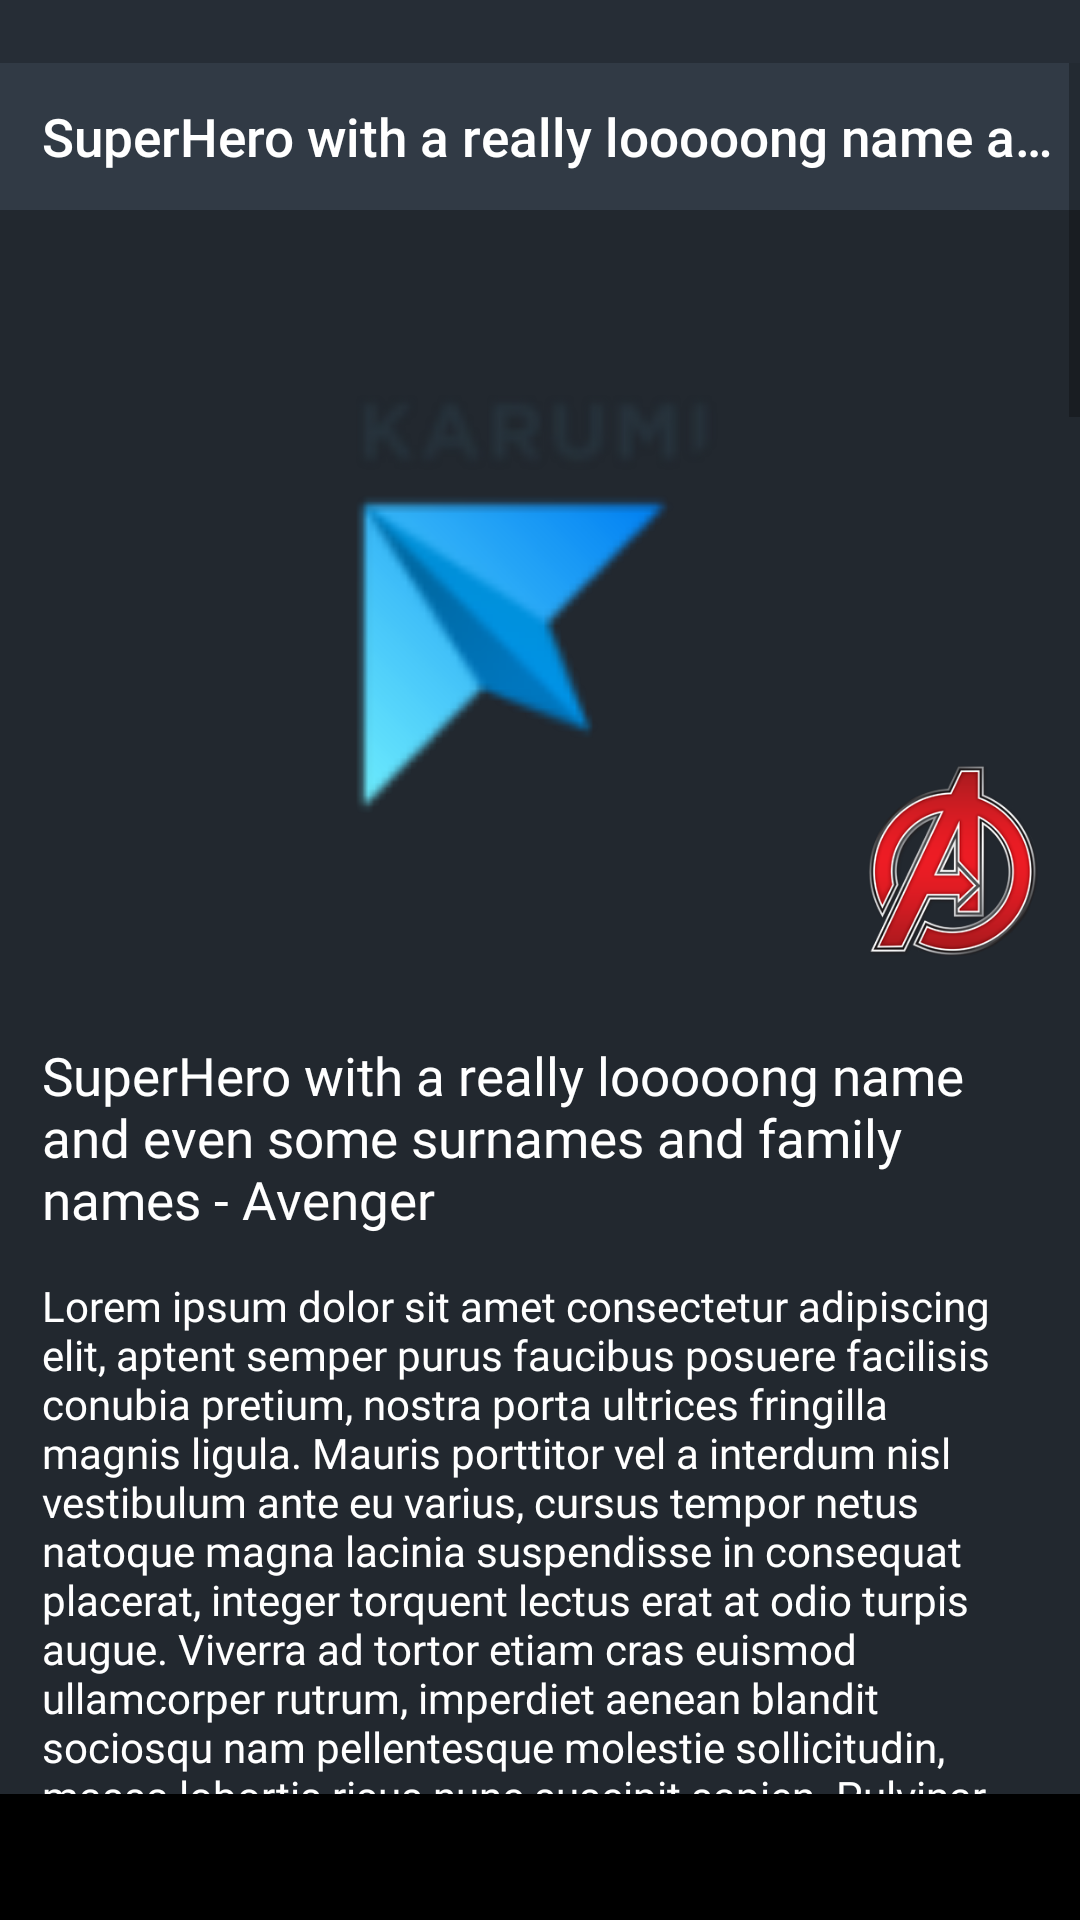 SuperHero with a really looooong name a...
KARUMI
SuperHero with a really looooong name
and even some surnames and family
names - Avenger
Lorem ipsum dolor sit amet consectetur adipiscing
elit, aptent semper purus faucibus posuere facilisis
conubia pretium, nostra porta ultrices fringilla
magnis ligula. Mauris porttitor vel a interdum nisl
vestibulum ante eu varius, cursus tempor netus
natoque magna lacinia suspendisse in consequat
placerat, integer torquent lectus erat at odio turpis
augue. Viverra ad tortor etiam cras euismod
ullamcorper rutrum, imperdiet aenean blandit
sociosqu nam pellentesque molestie sollicitudin,